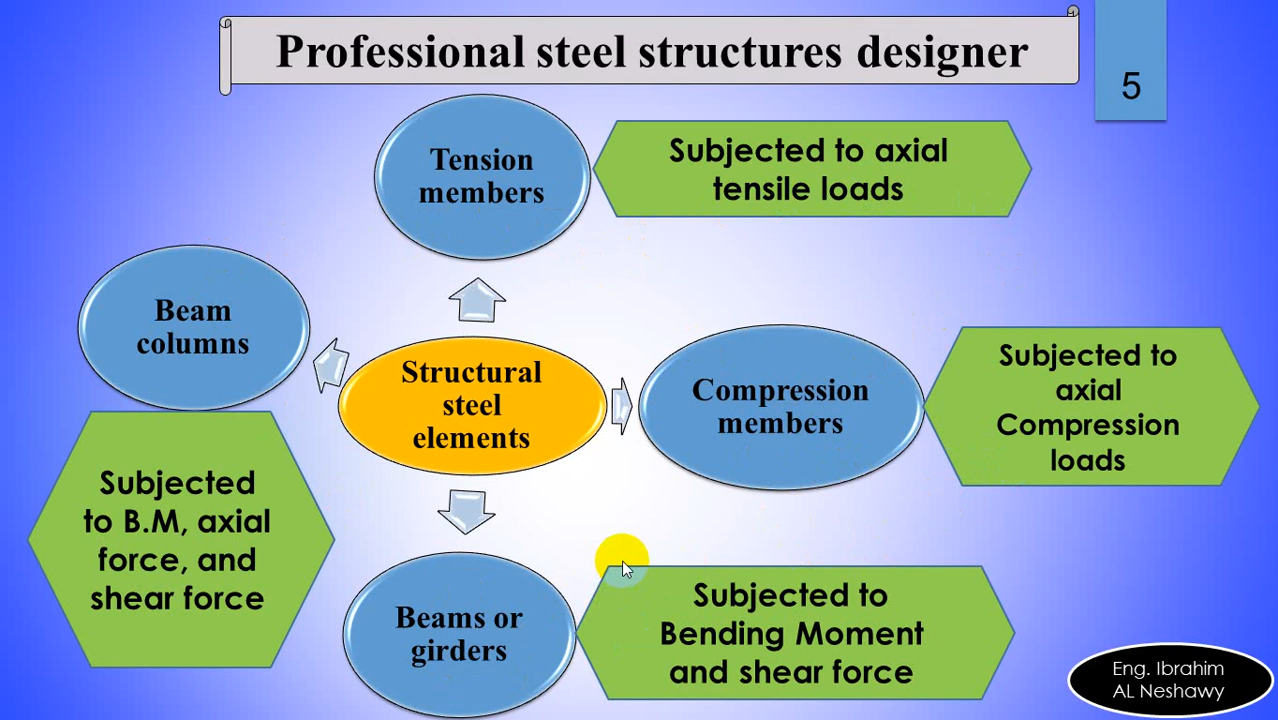 Professional steel structures designer
5
Tension
members
Subjected to axial
tensile loads
Beam
columns
Structural
steel
elements
Compression
members
Subjected to
axial
Compression
loads
Subjected
to B.M, axial
force, and
shear force
Beams or
girders
Subjected to
Bending Moment
and shear force
Eng. Ibrahim
AL Neshawy